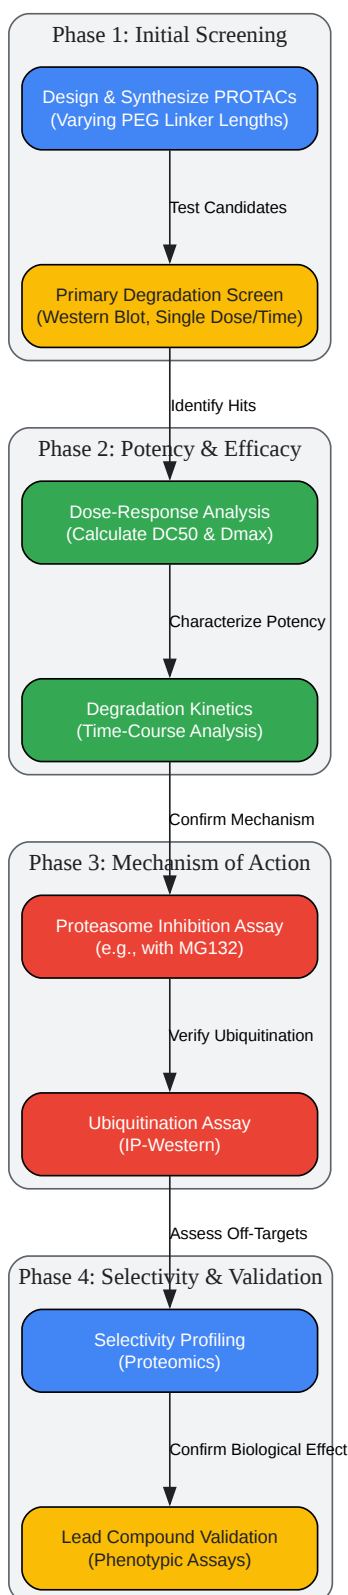 Phase 1: Initial Screening
Design & Synthesize PROTACs
(Varying PEG Linker Lengths)
Test Candidates
Primary Degradation Screen
(Western Blot, Single Dose/Time)
Identify Hits
Phase 2: Potency & Efficacy
Dose-Response Analysis
(Calculate DC50 & Dmax)
Characterize Potency
Degradation Kinetics
(Time-Course Analysis)
Confirm Mechanism
Phase 3: Mechanism of Action
Proteasome Inhibition Assay
(e.g., with MG132)
Verify Ubiquitination
Ubiquitination Assay
(IP-Western)
Assess Off-Targets
Phase 4: Selectivity & Validation
Selectivity Profiling
(Proteomics)
Confirm Biological Effect
Lead Compound Validation
(Phenotypic Assays)